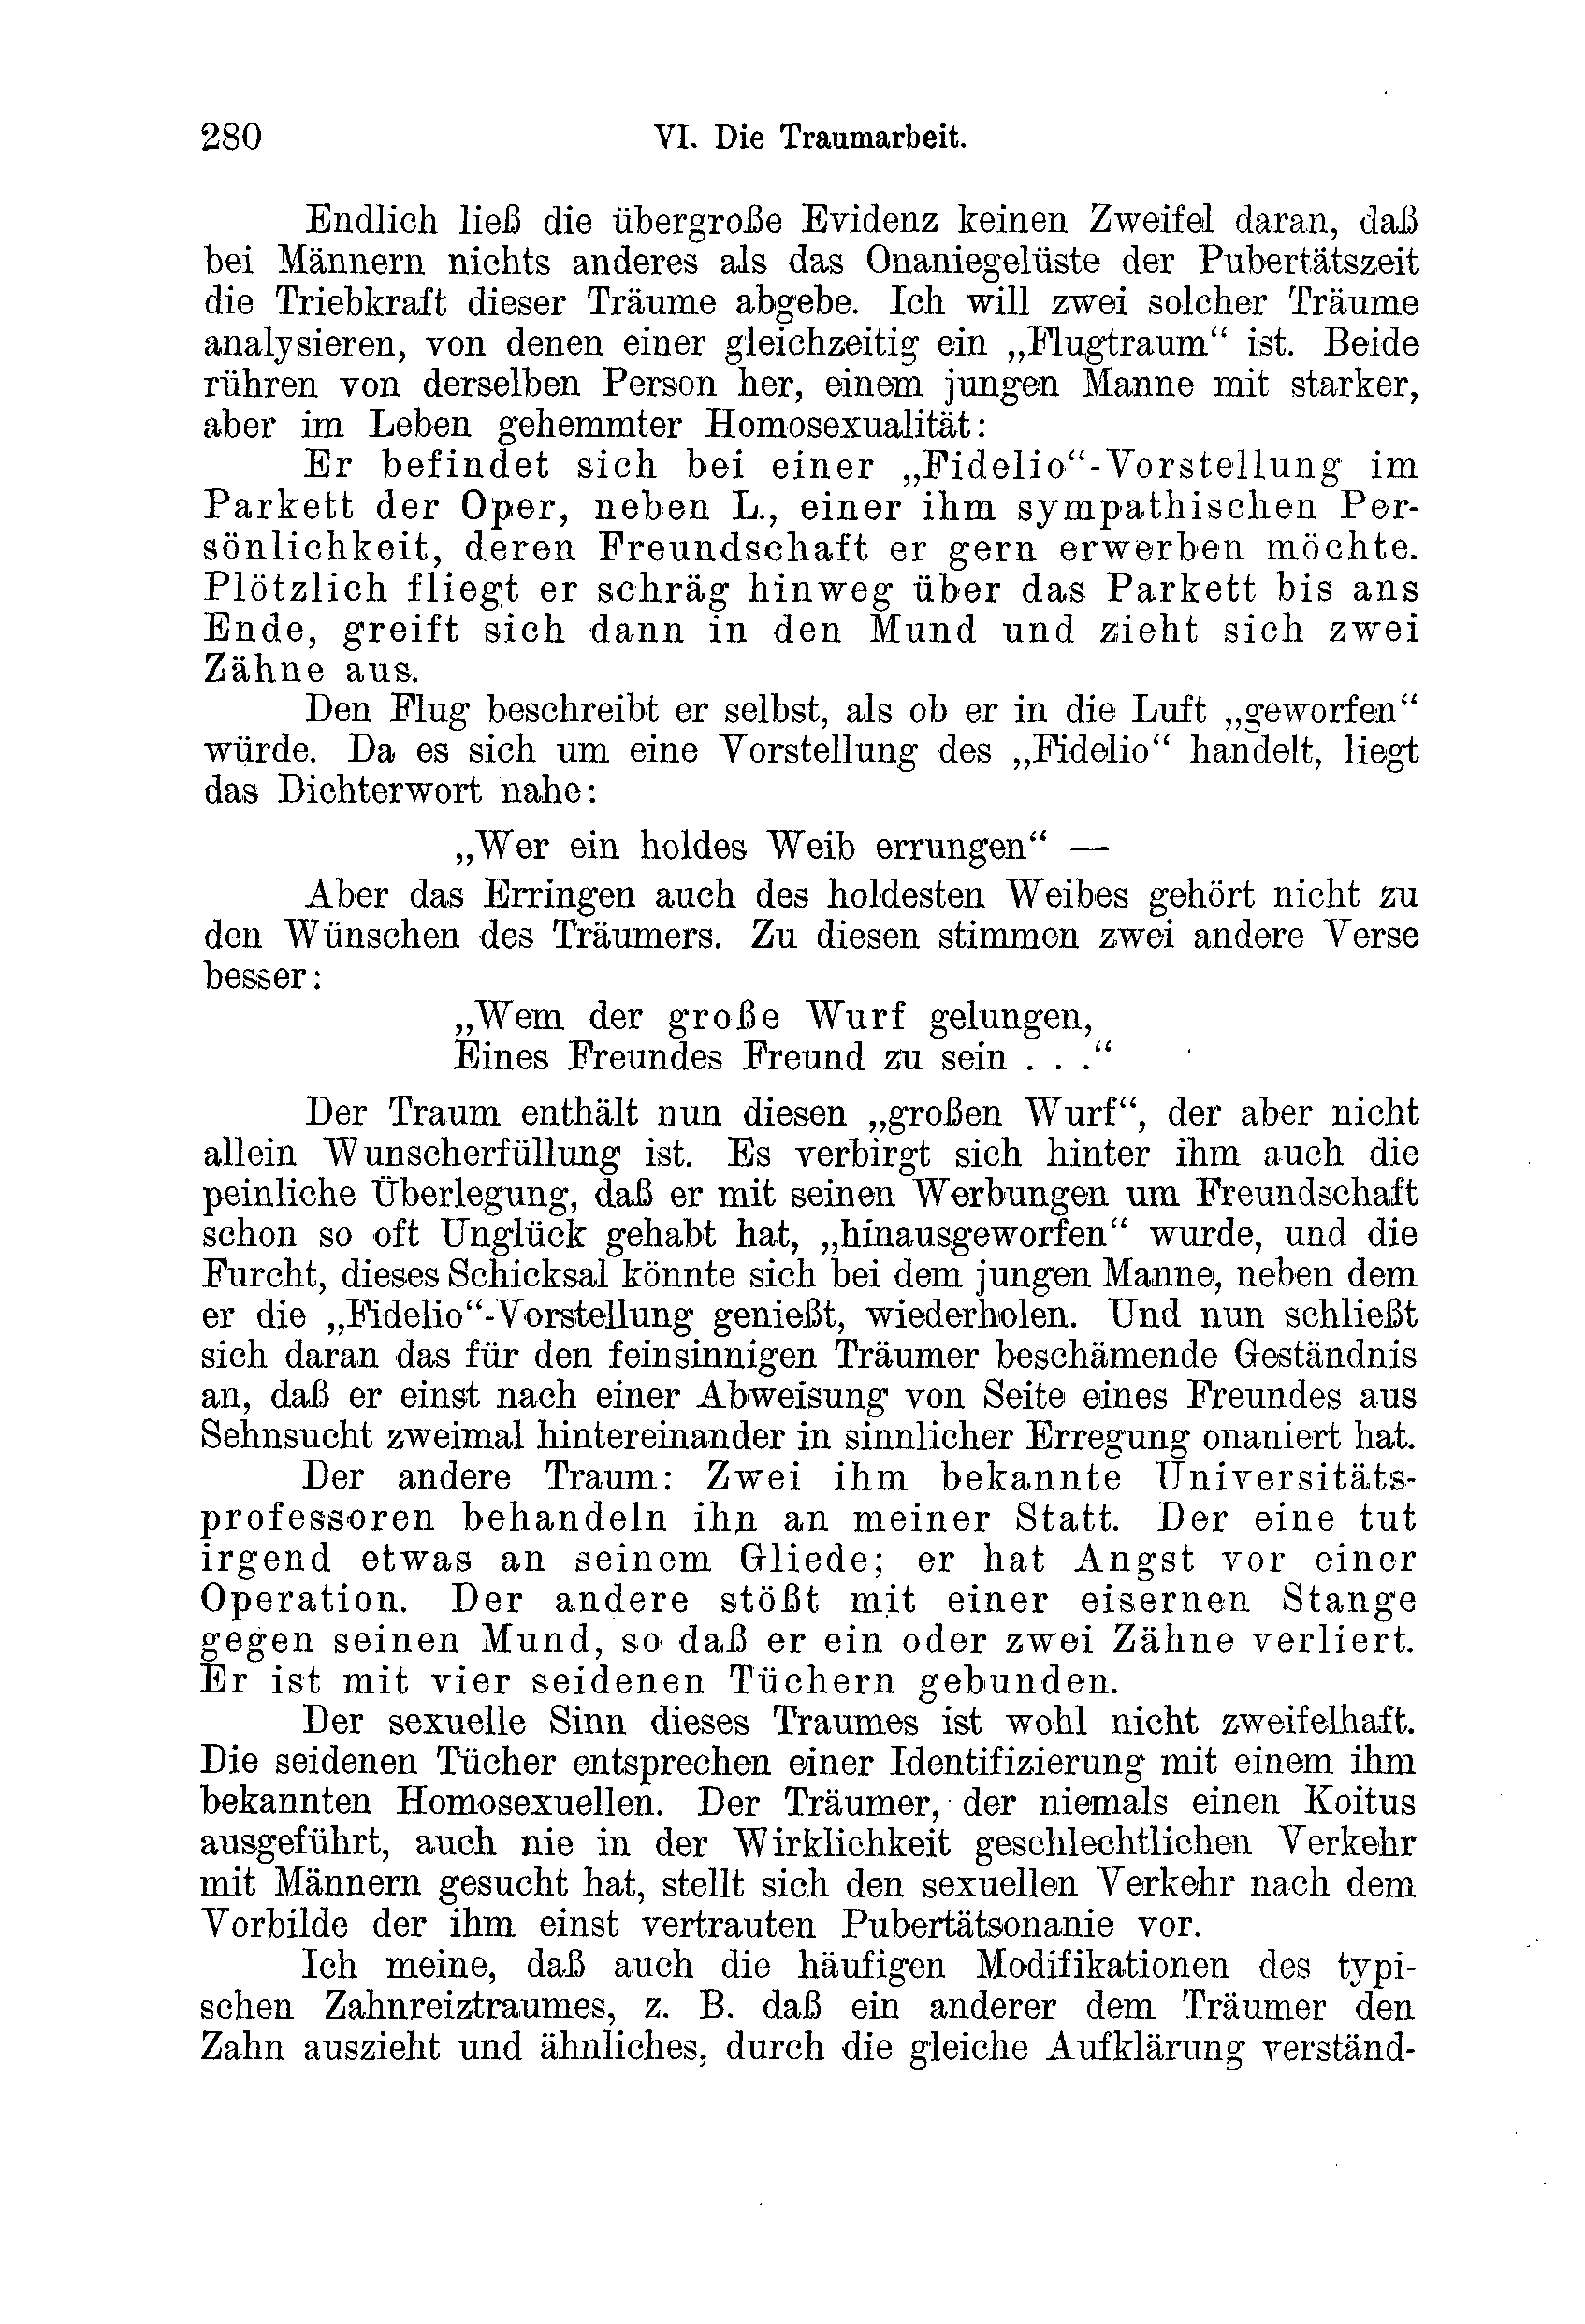 280
VI. Die Traumarbeit.
Endlich ließ die übergroße Evidenz keinen Zweifel daran, daß
bei Männern nichts anderes als das Onaniegelüste der Pubertätszeit
die Triebkraft dieser Träume abgebe. Ich will zwei solcher Träume
analysieren, von denen einer gleichzeitig ein „Flugtraum“ ist. Beide
rühren von derselben Person her, einem jungen Manne mit starker,
aber im Leben gehemmter Homosexualität:
Er befindet sich bei einer „Fidelio“-Vorstellung im
Parkett der Oper, neben L., einer ihm sympathischen Per-
sönlichkeit, deren Freundschaft er gern erwerben möchte.
Plötzlich fliegt er schräg hinweg über das Parkett bis ans
Ende, greift sich dann in den Mund und zieht sich zwei
Zähne aus.
Den Flug beschreibt er selbst, als ob er in die Luft „geworfen“
würde. Da es sich um eine Vorstellung des „Fidelio“ handelt, liegt
das Dichterwort nahe:
„Wer ein holdes Weib errungen“ —
Aber das Erringen auch des holdesten Weibes gehört nicht zu
den Wünschen des Träumers. Zu diesen stimmen zwei andere Verse
besser:
„Wem der große Wurf gelungen,
Eines Freundes Freund zu sein . . .“
Der Traum enthält nun diesen „großen Wurf“, der aber nicht
allein Wunscherfüllung ist. Es verbirgt sich hinter ihm auch die
peinliche Überlegung, daß er mit seinen Werbungen um Freundschaft
schon so oft Unglück gehabt hat, „hinausgeworfen“ wurde, und die
Furcht, dieses Schicksal könnte sich bei dem jungen Manne, neben dem
er die „Fidelio“-Vorstellung genießt, wiederholen. Und nun schließt
sich daran das für den feinsinnigen Träumer beschämende Geständnis
an, daß er einst nach einer Abweisung von Seite eines Freundes aus
Sehnsucht zweimal hintereinander in sinnlicher Erregung onaniert hat.
Der andere Traum: Zwei ihm bekannte Universitäts-
professoren behandeln ihn an meiner Statt. Der eine tut
irgend etwas an seinem Gliede; er hat Angst vor einer
Operation. Der andere stößt mit einer eisernen Stange
gegen seinen Mund, so daß er ein oder zwei Zähne verliert.
Er ist mit vier seidenen Tüchern gebunden.
Der sexuelle Sinn dieses Traumes ist wohl nicht zweifelhaft.
Die seidenen Tücher entsprechen einer Identifizierung mit einem ihm
bekannten Homosexuellen. Der Träumer, der niemals einen Koitus
ausgeführt, auch nie in der Wirklichkeit geschlechtlichen Verkehr
mit Männern gesucht hat, stellt sich den sexuellen Verkehr nach dem
Vorbilde der ihm einst vertrauten Pubertätsonanie vor.
Ich meine, daß auch die häufigen Modifikationen des typi-
schen Zahnreiztraumes, z. B. daß ein anderer dem Träumer den
Zahn auszieht und ähnliches, durch die gleiche Aufklärung verständ-